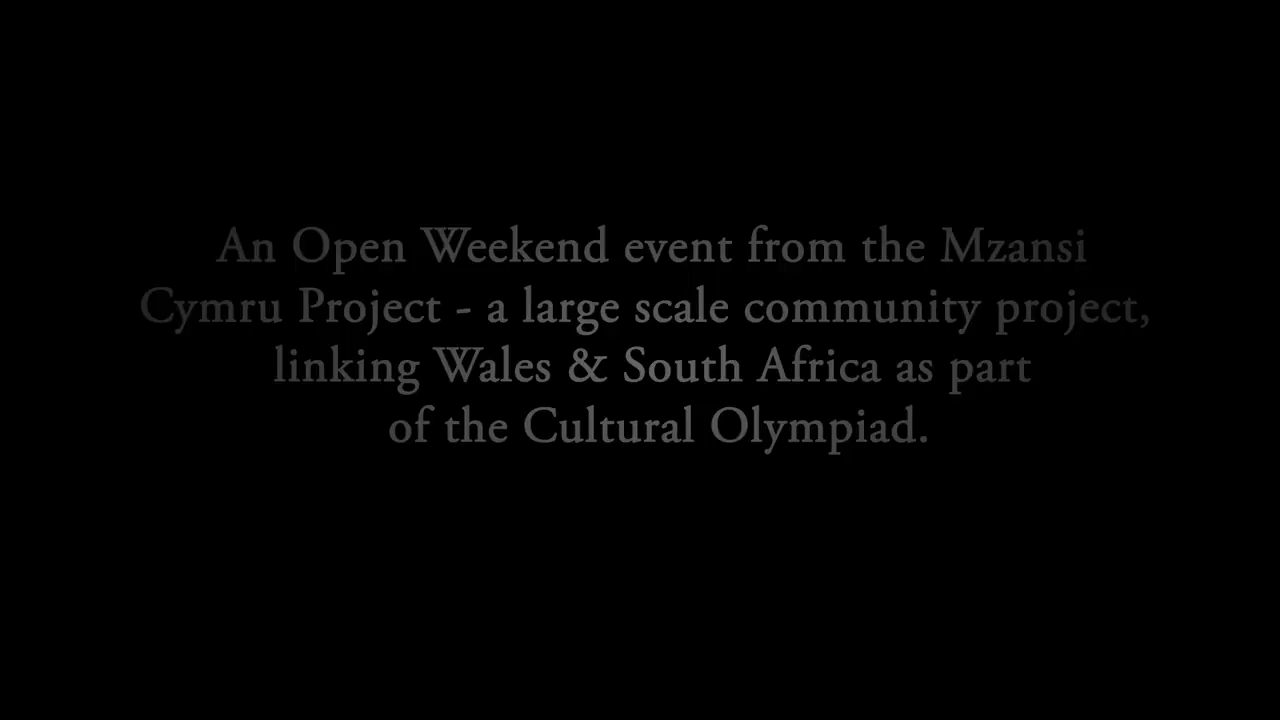 An Open Weekend event from the Mzansi
Cymru Project - a large scale community project,
linking Wales & South Africa as part
of the Cultural Olympiad.